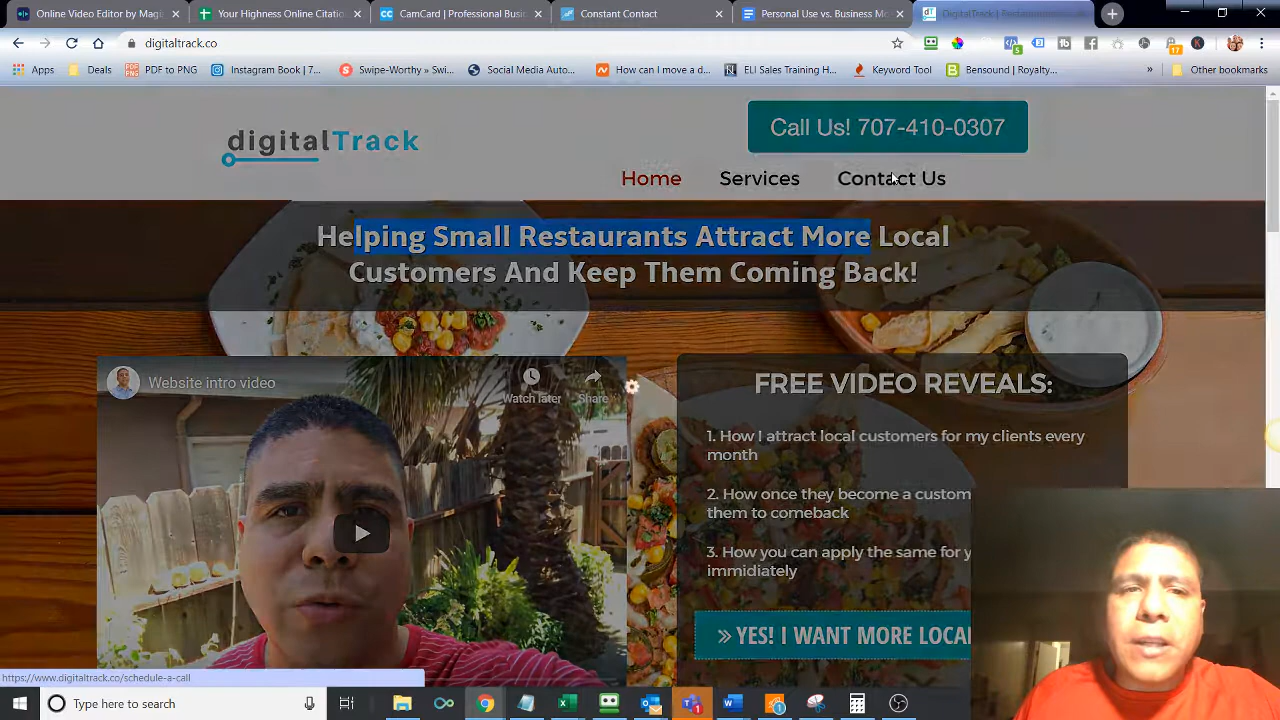 Online Video Editor by Mag
Your Highness Online Citatio
CamCard | Professional Busi
Constant Contact
Personal Use vs. Business Mo
DigitalTrack |
digitaltrack.co
Apps
Deals
PDF to PNG
Instagram Book | 7...
Swipe-Worthy » Swi...
Social Media Auto...
How can I move a d...
ELI Sales Training H...
Keyword Tool
Bensound | Royalty...
»
Other bookmarks
digitalTrack
Call Us! 707-410-0307
Home
Services
Contact Us
Helping Small Restaurants Attract More Local
Customers And Keep Them Coming Back!
Website intro video
Watch later
Share
FREE VIDEO REVEALS:
1. How I attract local customers for my clients every
month
2. How once they become a custom
them to comeback
3. How you can apply the same for y
immidiately
» YES! I WANT MORE LOCA
https://www.digitaltrack.co/schedule-a-call
Type here to search